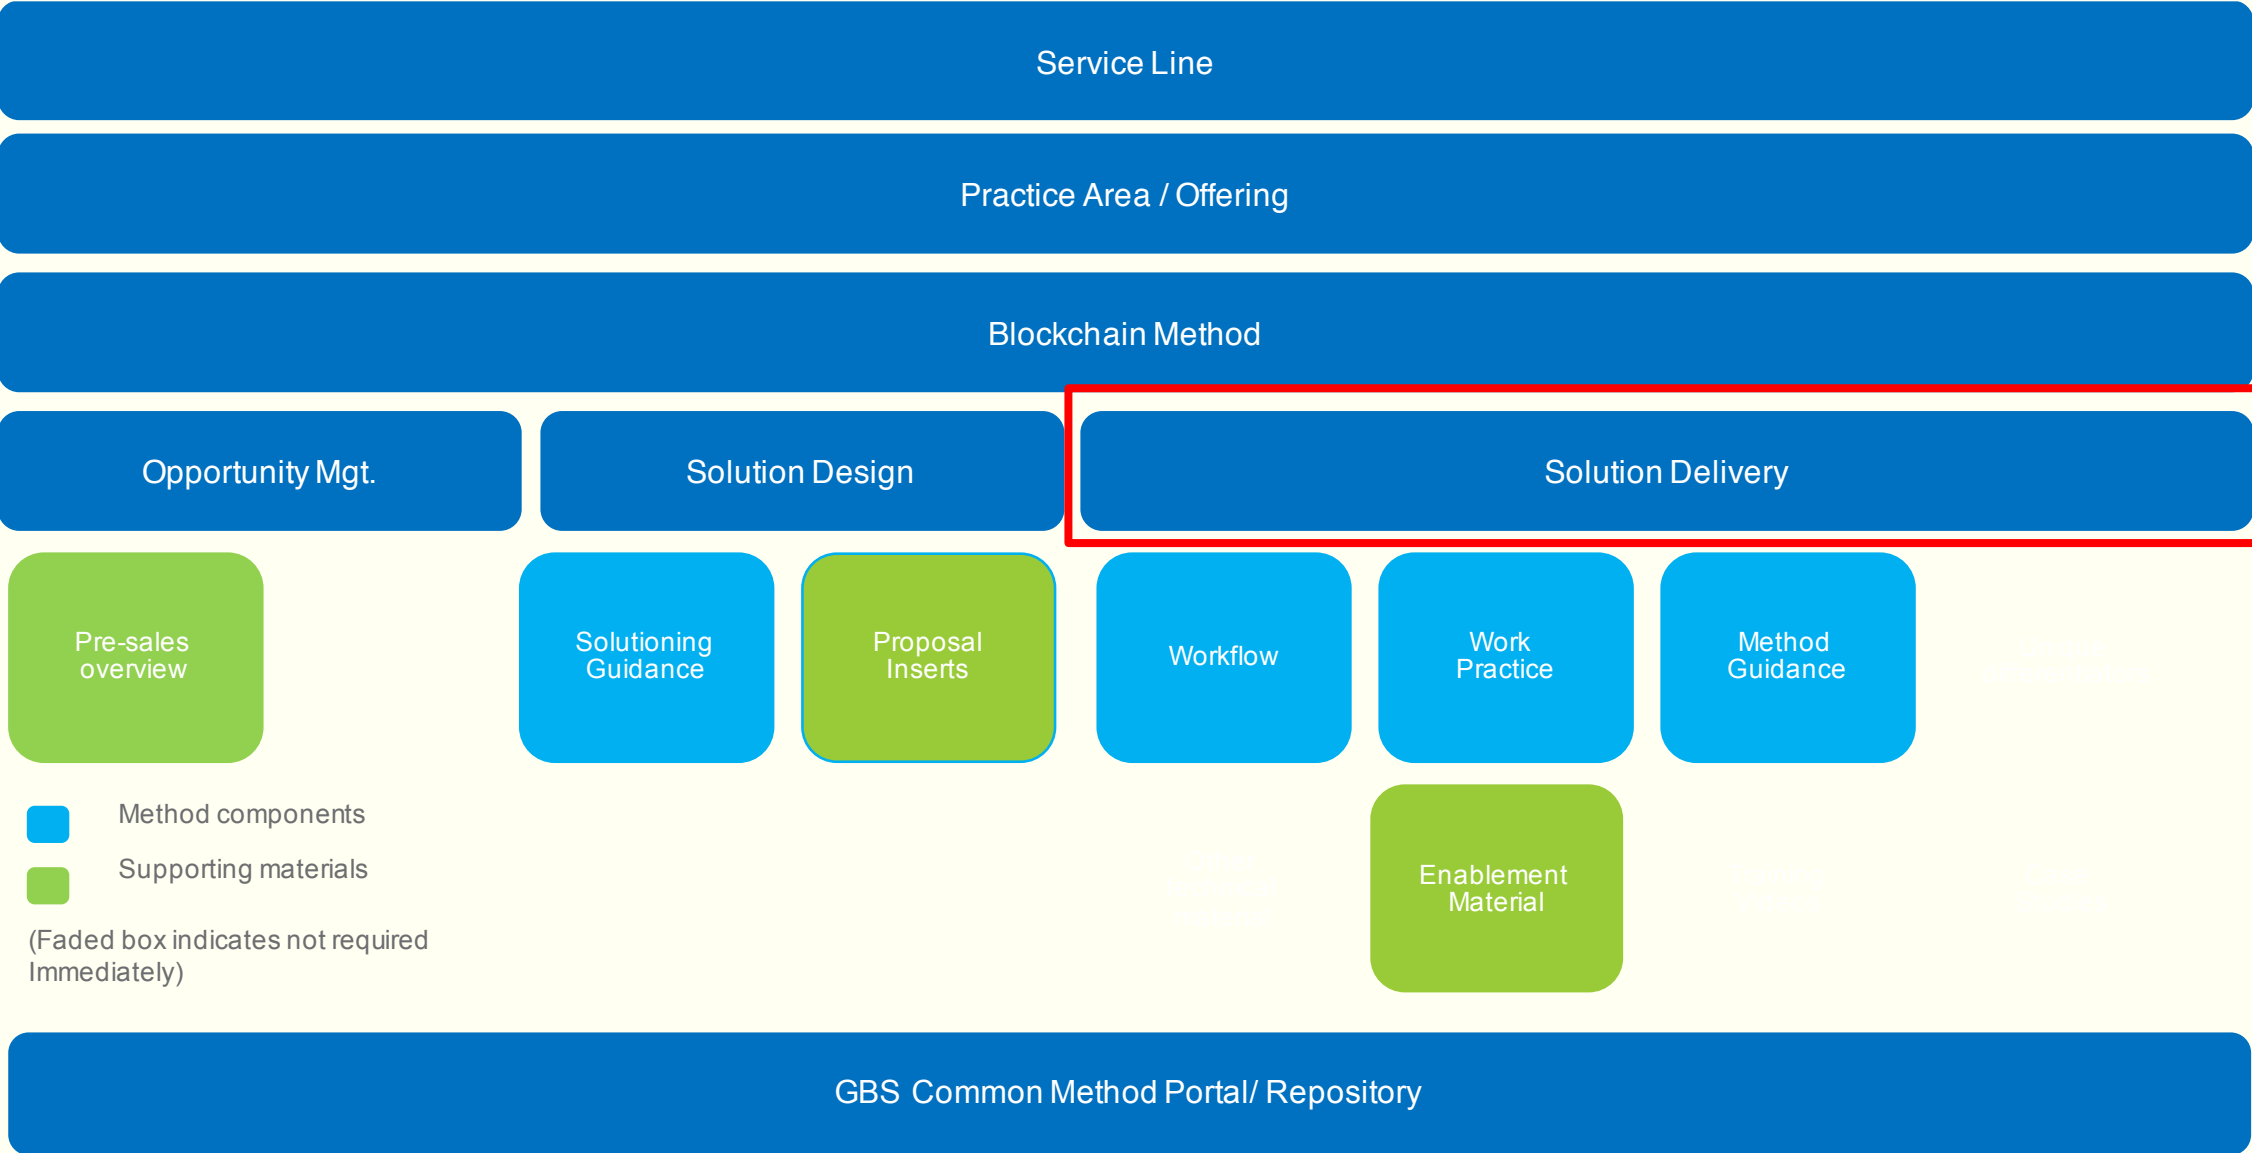 Service Line
Practice Area / Offering
Blockchain Method
Opportunity Mgt.
Solution Design
Solution Delivery
Pre-sales
overview
Solutioning
Guidance
Proposal
Inserts
Workflow
Work
Practice
Method
Guidance
Method components
Supporting materials
(Faded box indicates not required
Immediately)
Enablement
Material
GBS Common Method Portal/ Repository